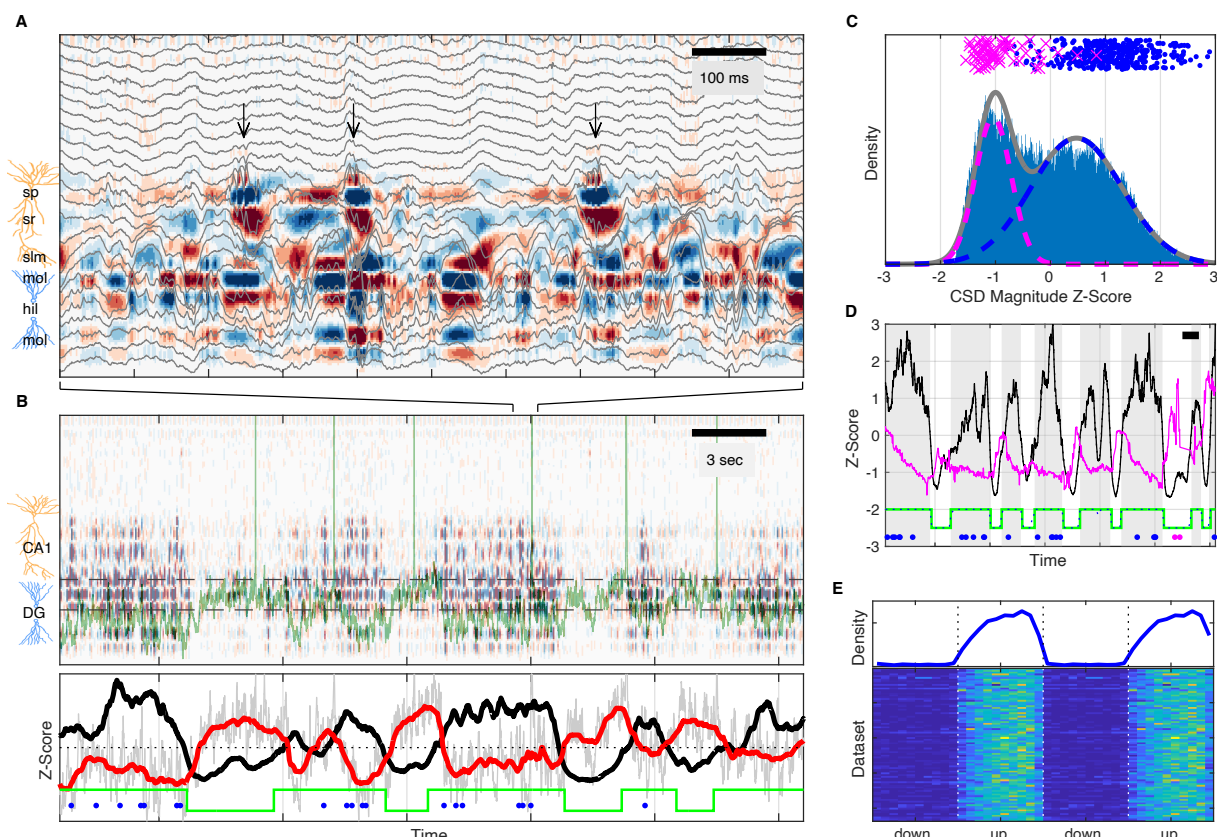 A
100 ms
sp
sr
slm
mol
hil
mol
B
3 sec
CA1
DG
Z-Score
Time
C
Density
-3
-2
-1
0
1
2
3
CSD Magnitude Z-Score
D
3
2
1
0
-1
-2
-3
Z-Score
Time
E
Density
Dataset
down
up
down
up